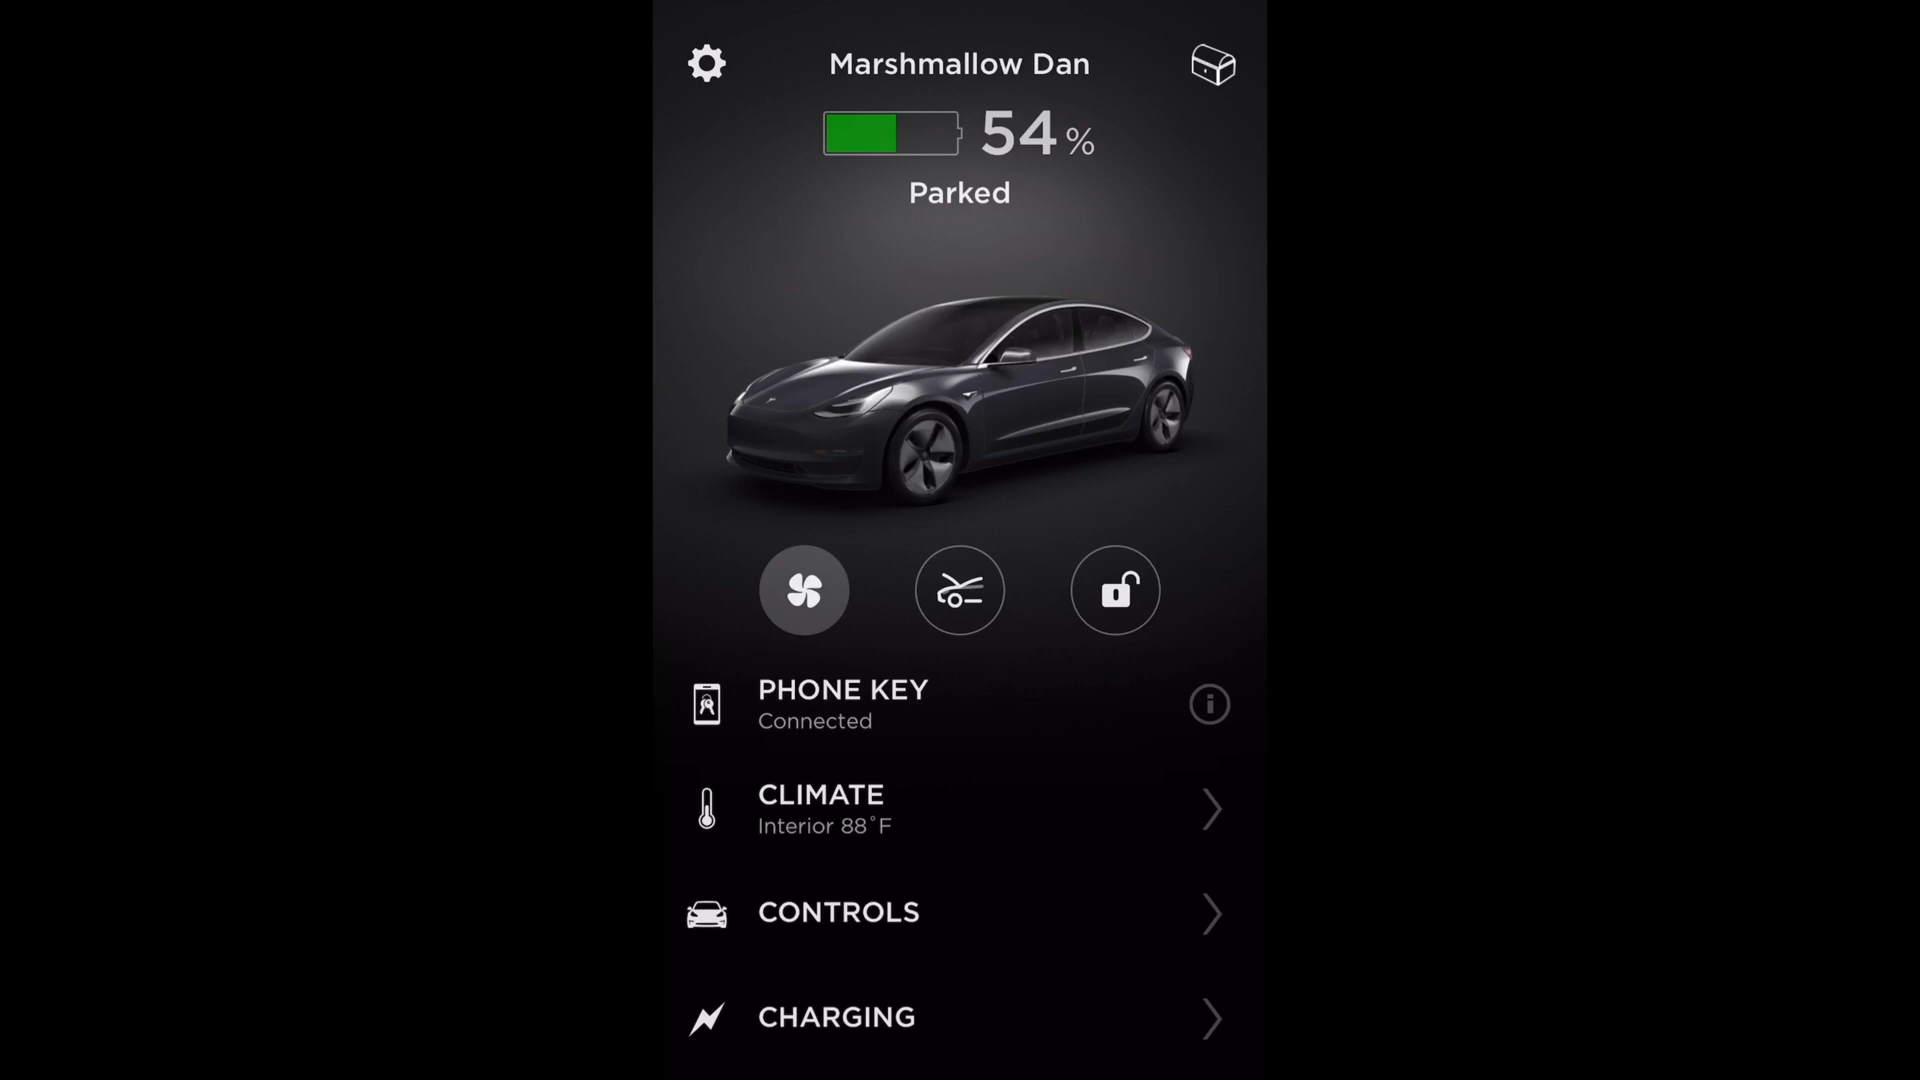 Marshmallow Dan
54%
Parked
PHONE KEY
Connected
CLIMATE
Interior 88°F
CONTROLS
CHARGING